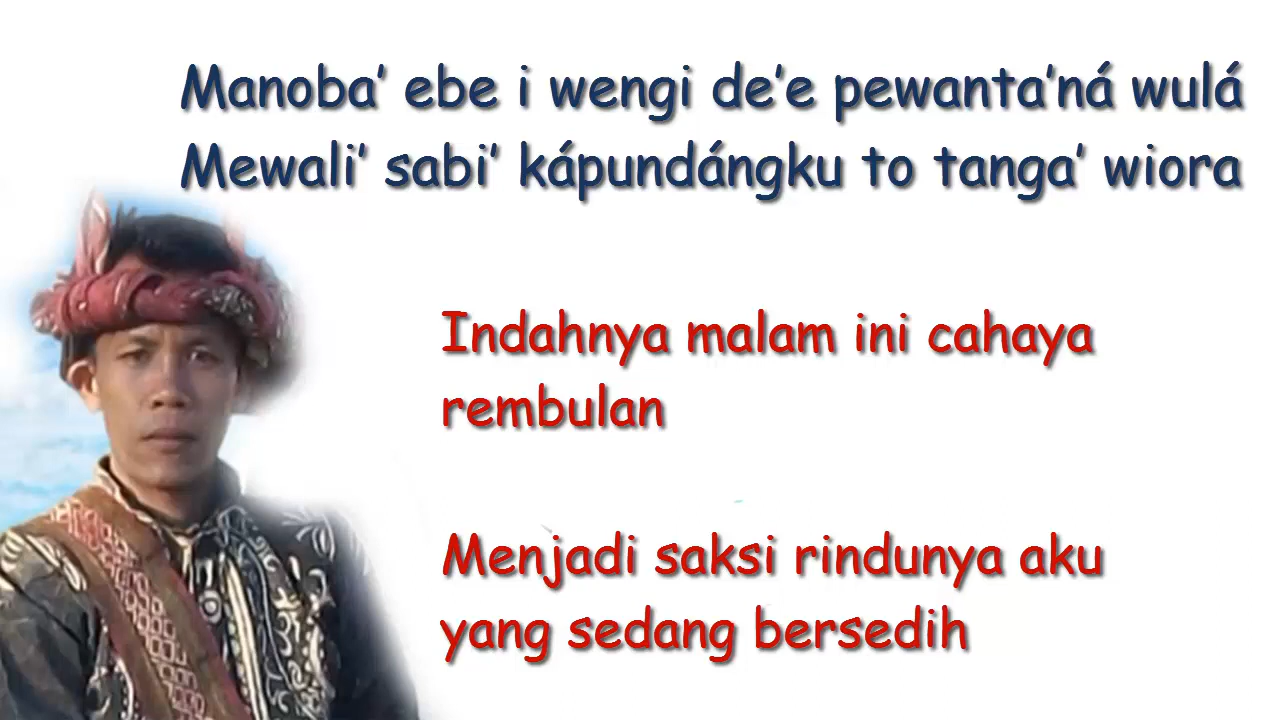 Manoba’ ebe i wengi de’e pewanta’ná wulá
Mewali’ sabi’ kápundángku to tanga’ wiora
Indahnya malam ini cahaya
rembulan
Menjadi saksi rindunya aku
yang sedang bersedih